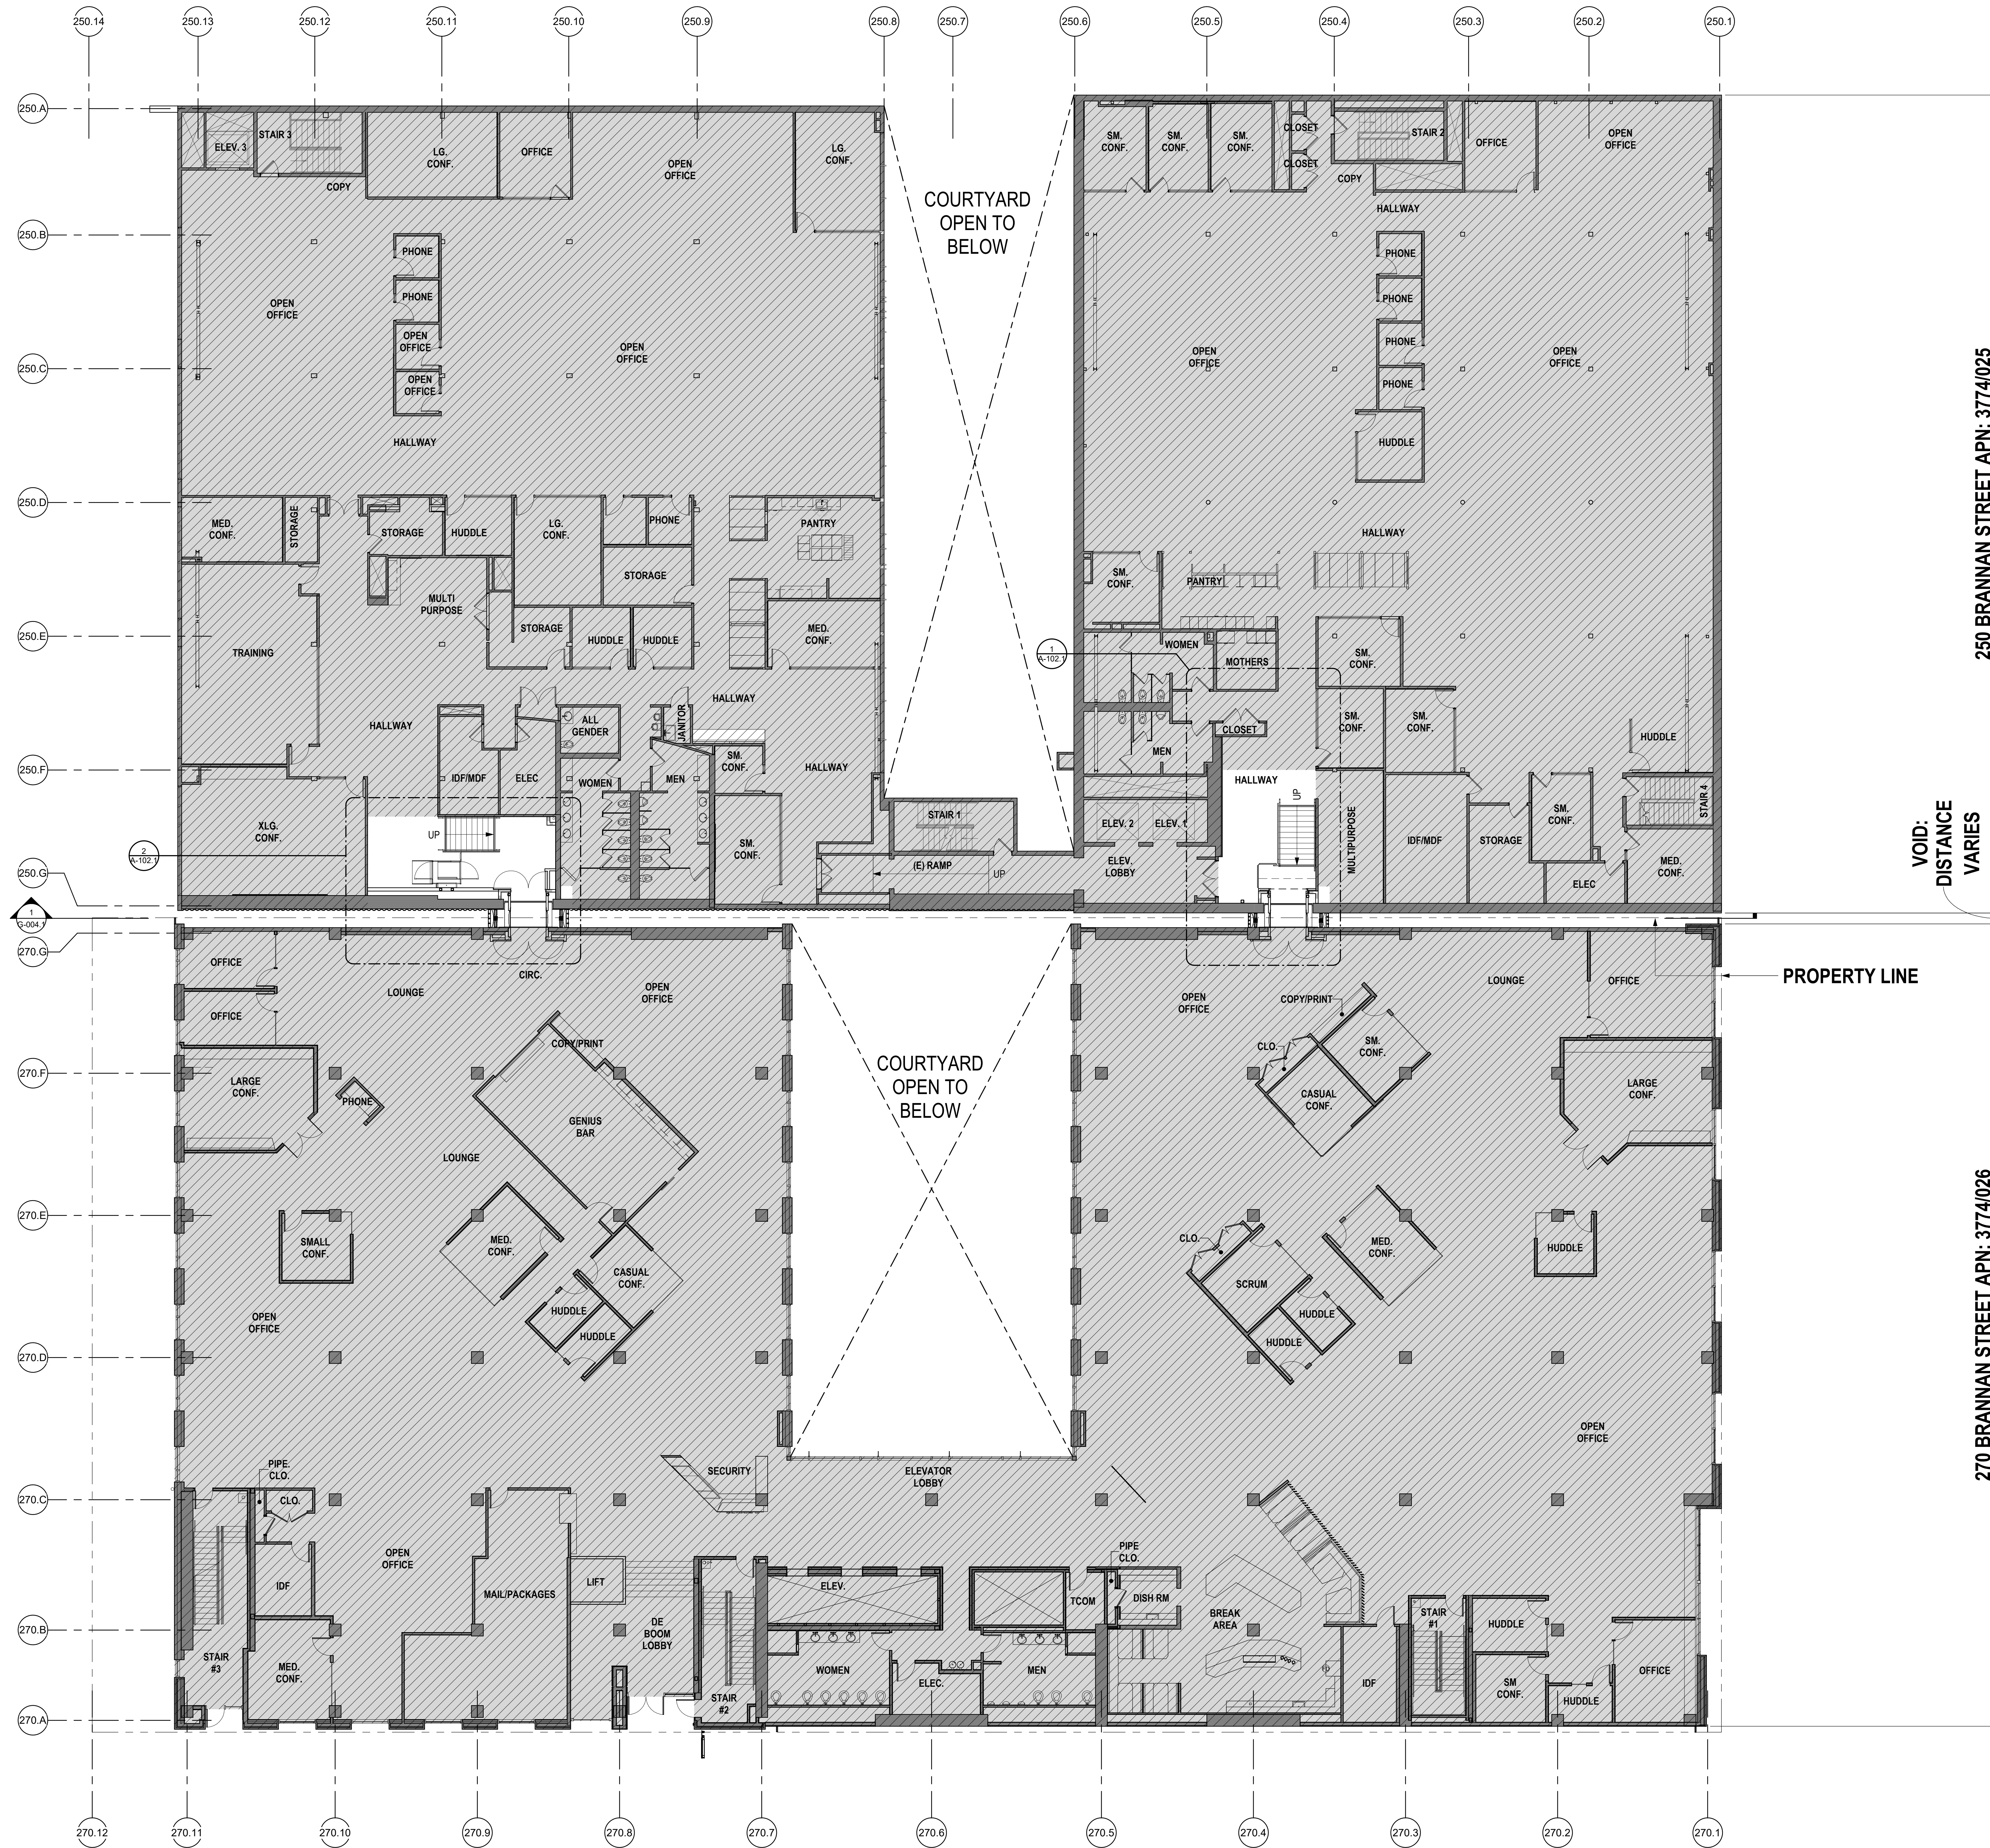 250.14
250.13
250.12
250.11
250.10
250.9
250.8
250.7
250.6
250.5
250.4
250.3
250.2
250.1
250.A
ELEV. 3
STAIR 3
COPY
LG.
CONF.
OFFICE
OPEN
OFFICE
LG.
CONF.
COURTYARD
OPEN TO
BELOW
SM.
CONF.
SM.
CONF.
SM.
CONF.
CLOSET
CLOSET
STAIR 2
COPY
OFFICE
OPEN
OFFICE
HALLWAY
250.B
PHONE
PHONE
OPEN
OFFICE
OPEN
OFFICE
OPEN
OFFICE
OPEN
OFFICE
HALLWAY
PHONE
PHONE
PHONE
PHONE
HUDDLE
OPEN
OFFICE
OPEN
OFFICE
HALLWAY
250.C
250 BRANNAN STREET APN: 3774/025
250.D
MED.
CONF.
STORAGE
STORAGE
HUDDLE
LG.
CONF.
PHONE
PANTRY
STORAGE
MULTI
PURPOSE
STORAGE
HUDDLE
HUDDLE
MED.
CONF.
SM.
CONF.
PANTRY
250.E
TRAINING
HALLWAY
HALLWAY
1
A-102.1
WOMEN
MOTHERS
SM.
CONF.
SM.
CONF.
SM.
CONF.
HUDDLE
ALL
GENDER
JANITOR
CLOSET
MEN
250.F
IDF/MDF
ELEC
WOMEN
MEN
SM.
CONF.
HALLWAY
HALLWAY
UP
XLG.
CONF.
UP
SM.
CONF.
STAIR 1
ELEV. 2
ELEV. 1
MULTIPURPOSE
IDF/MDF
STORAGE
SM.
CONF.
STAIR 4
MED.
CONF.
ELEC
2
A-102.1
(E) RAMP
UP
ELEV.
LOBBY
VOID:
DISTANCE
VARIES
250.G
1
G-004.1
270.G
PROPERTY LINE
OFFICE
OFFICE
LOUNGE
CIRC.
OPEN
OFFICE
OPEN
OFFICE
COPY/PRINT
LOUNGE
OFFICE
COPY/PRINT
CLO.
SM.
CONF.
270.F
LARGE
CONF.
PHONE
GENIUS
BAR
COURTYARD
OPEN TO
BELOW
CASUAL
CONF.
LARGE
CONF.
LOUNGE
270.E
SMALL
CONF.
MED.
CONF.
CASUAL
CONF.
HUDDLE
HUDDLE
CLO.
SCRUM
MED.
CONF.
HUDDLE
HUDDLE
HUDDLE
OPEN
OFFICE
270 BRANNAN STREET APN: 3774/026
270.D
OPEN
OFFICE
SECURITY
ELEVATOR
LOBBY
PIPE.
CLO.
270.C
CLO.
OPEN
OFFICE
IDF
MAIL/PACKAGES
LIFT
ELEV.
TCOM
PIPE
CLO.
DISH RM
BREAK
AREA
STAIR
#1
HUDDLE
270.B
DE
BOOM
LOBBY
STAIR
#3
MED.
CONF.
WOMEN
ELEC.
MEN
IDF
SM
CONF.
HUDDLE
OFFICE
STAIR
#2
270.A
270.12
270.11
270.10
270.9
270.8
270.7
270.6
270.5
270.4
270.3
270.2
270.1